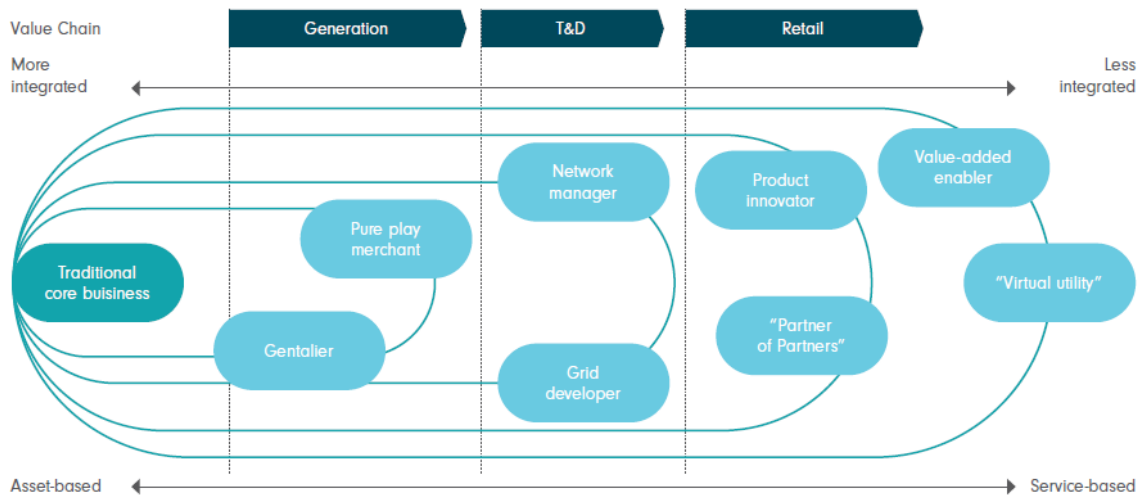 Value Chain
Generation
T&D
Retail
More
integrated
Less
integrated
Network
manager
Product
innovator
Value-added
enabler
Pure play
merchant
Traditional
core buisiness
"Virtual utility"
Gentalier
"Partner
of Partners"
Grid
developer
Asset-based
Service-based